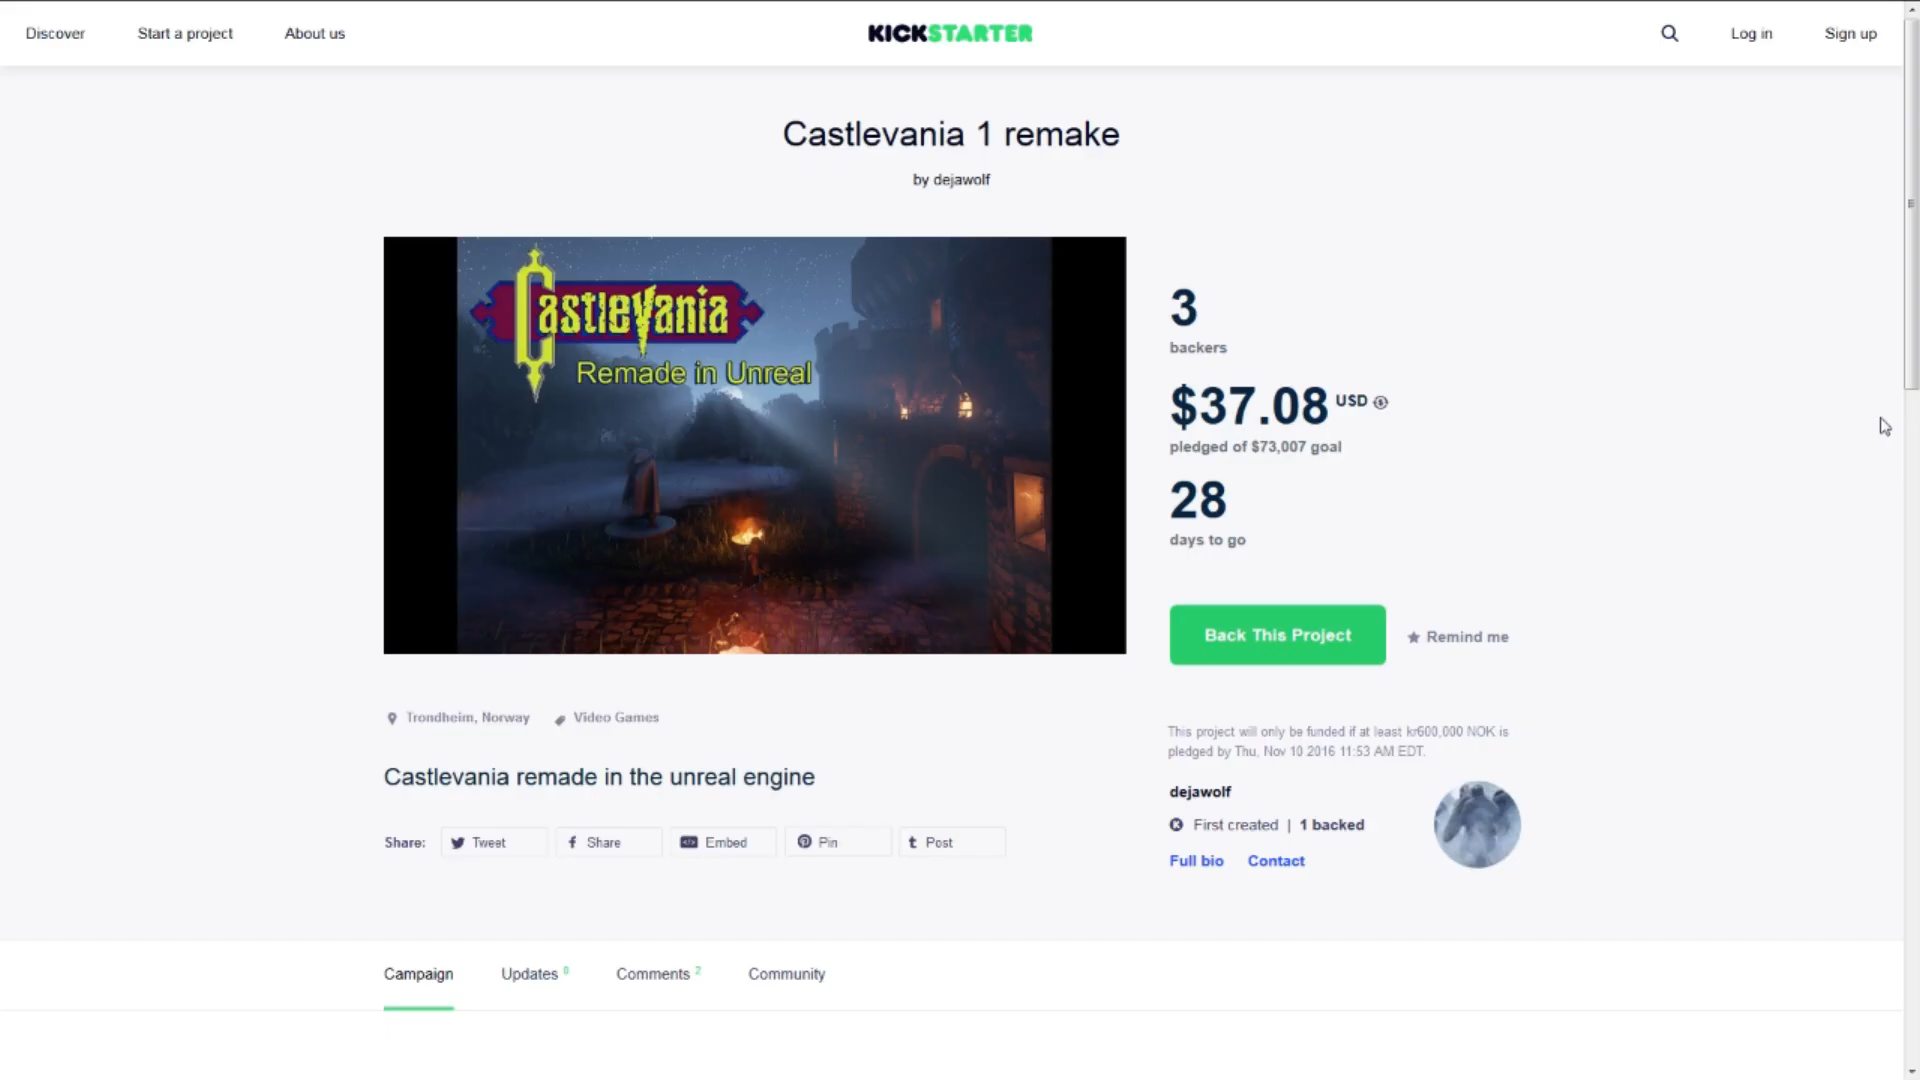 Discover
Start a project
About us
KICKSTARTER
Log in
Sign up
Castlevania 1 remake
by dejawolf
Castlevania
Remade in Unreal
3
backers
$37.08 USD
pledged of $73,007 goal
28
days to go
Back This Project
Remind me
Trondheim, Norway
Video Games
This project will only be funded if at least kr600,000 NOK is
pledged by Thu, Nov 10 2016 11:53 AM EDT.
Castlevania remade in the unreal engine
dejawolf
First created | 1 backed
Full bio
Contact
Share:
Tweet
Share
Embed
Pin
Post
Campaign
Updates 0
Comments 2
Community